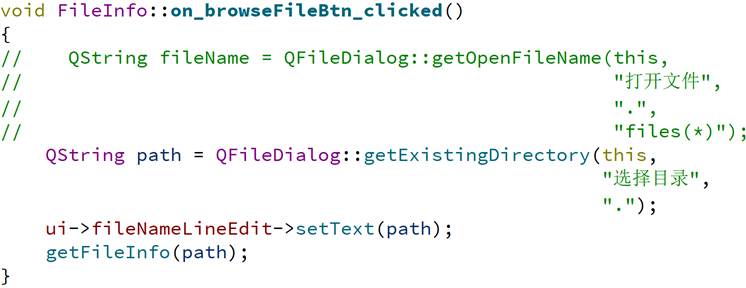 void FileInfo::on_browseFileBtn_clicked()
{
//    QString fileName = QFileDialog::getOpenFileName(this,
//                                                    "打开文件",
//                                                    ".",
//                                                    "files(*)");
    QString path = QFileDialog::getExistingDirectory(this,
                                                     "选择目录",
                                                     ".");
    ui->fileNameLineEdit->setText(path);
    getFileInfo(path);
}